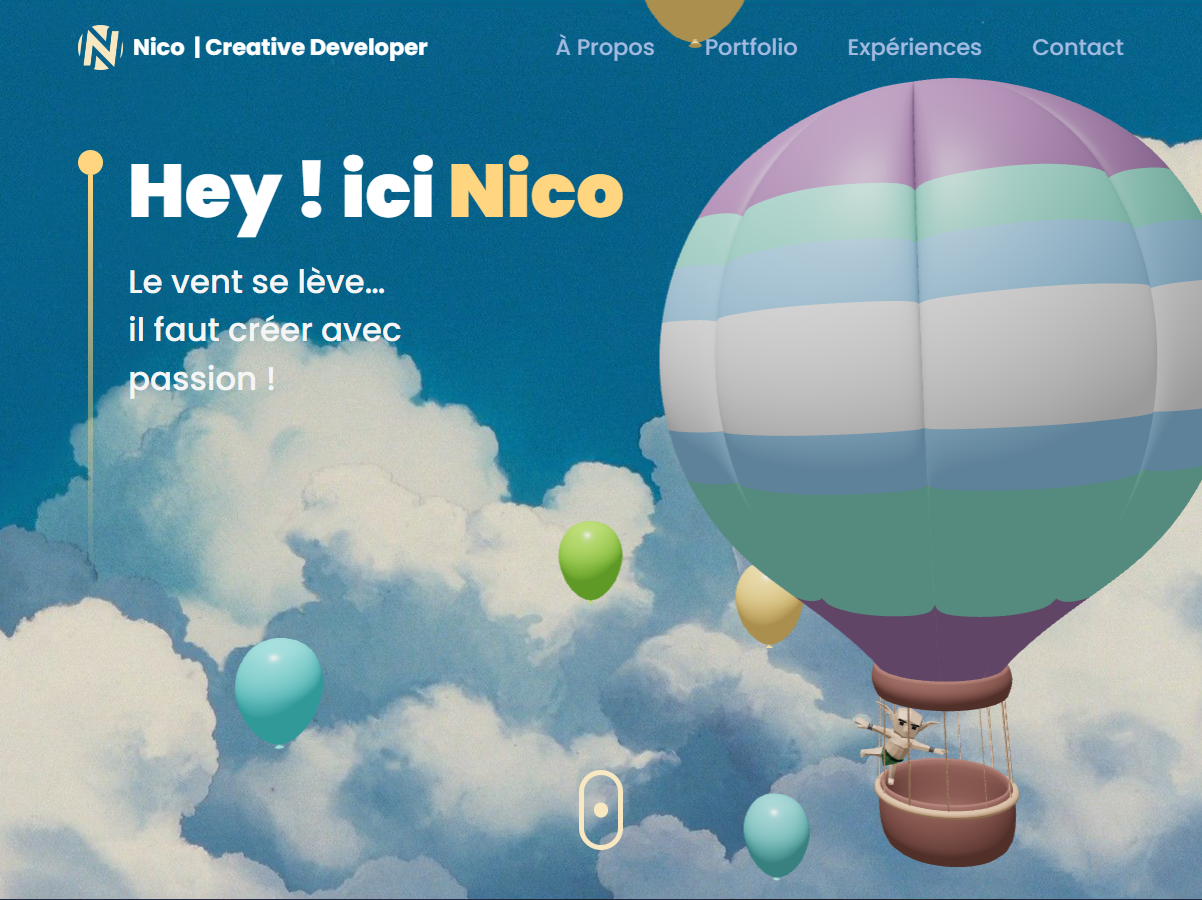 N Nico | Creative Developer
À Propos Portfolio Expériences Contact
Hey ! ici Nico
Le vent se lève...
il faut créer avec
passion !